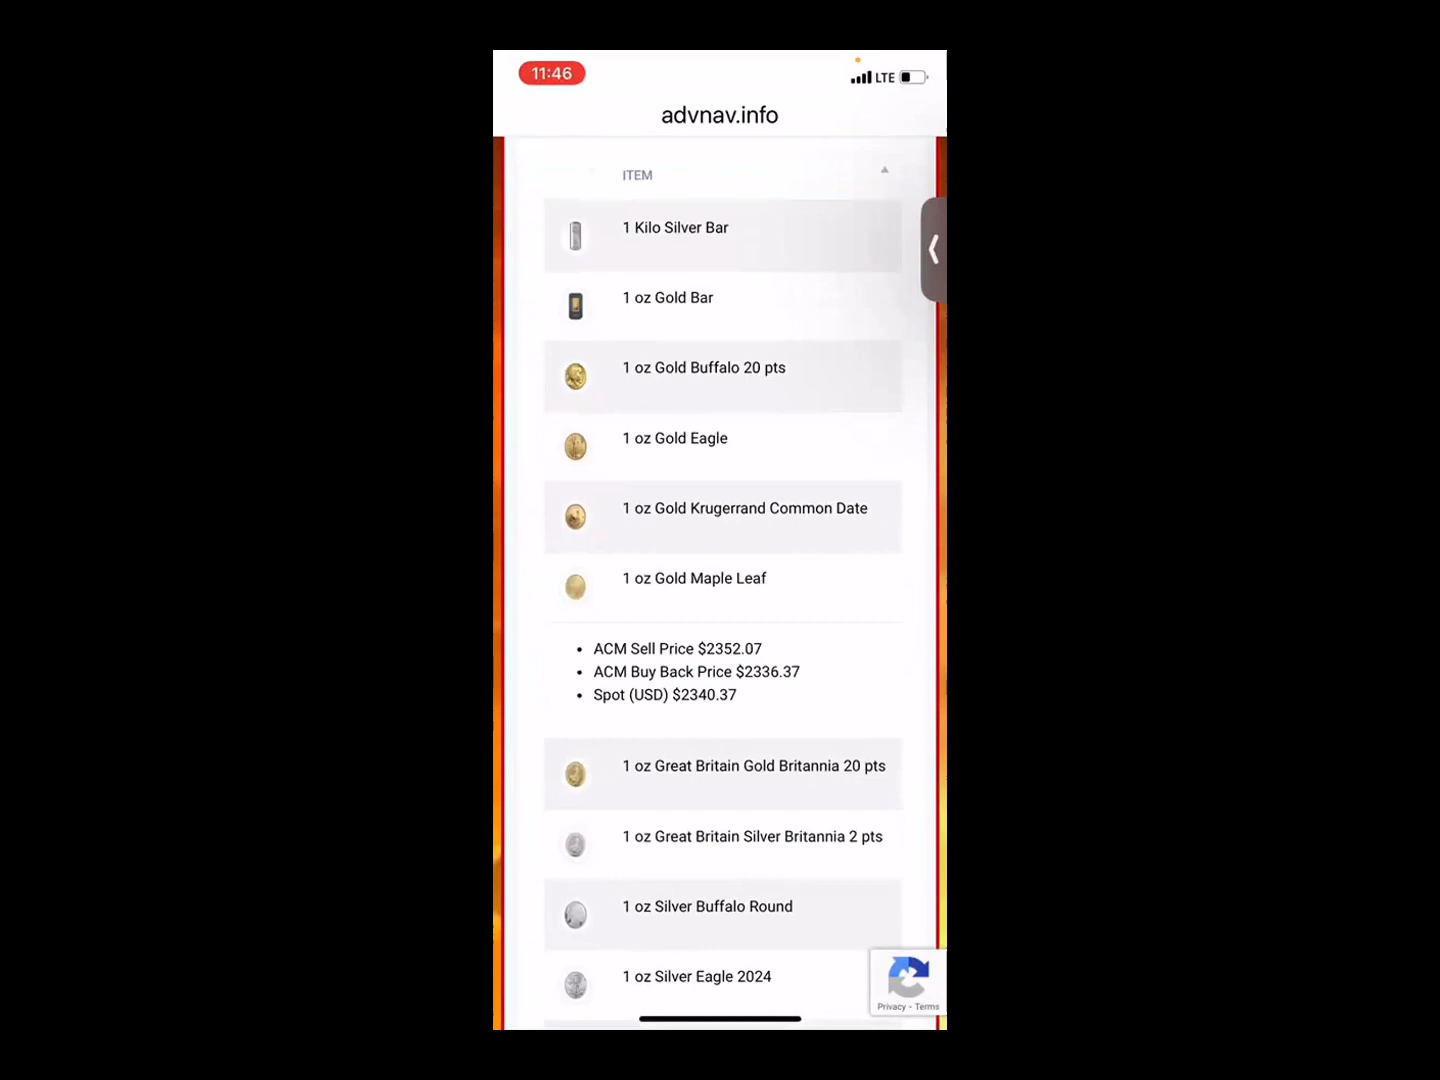 11:46
LTE
advnav.info
ITEM
1 Kilo Silver Bar
1 oz Gold Bar
1 oz Gold Buffalo 20 pts
1 oz Gold Eagle
1 oz Gold Krugerrand Common Date
1 oz Gold Maple Leaf
• ACM Sell Price $2352.07
• ACM Buy Back Price $2336.37
• Spot (USD) $2340.37
1 oz Great Britain Gold Britannia 20 pts
1 oz Great Britain Silver Britannia 2 pts
1 oz Silver Buffalo Round
1 oz Silver Eagle 2024
Privacy - Terms